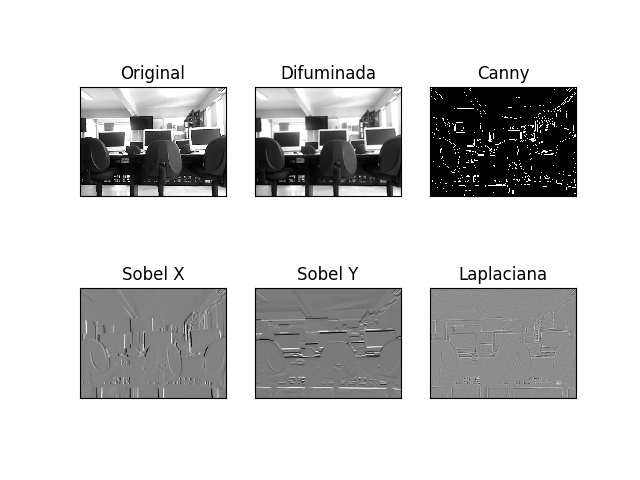 Original
Difuminada
Canny
Sobel X
Sobel Y
Laplaciana